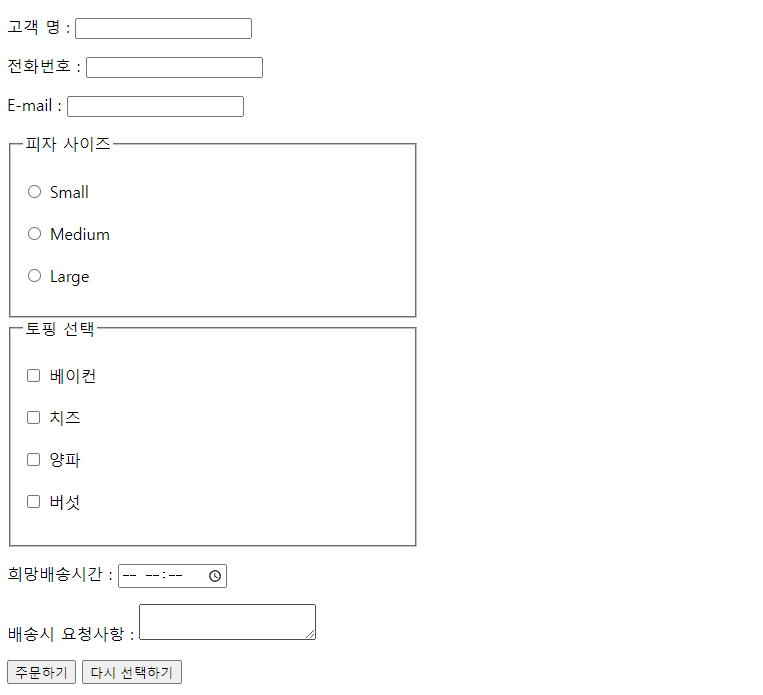 고객 명 :
전화번호 :
E-mail :
피자 사이즈
Small
Medium
Large
토핑 선택
베이컨
치즈
양파
버섯
희망배송시간 : -- --:--
배송시 요청사항 :
주문하기 다시 선택하기